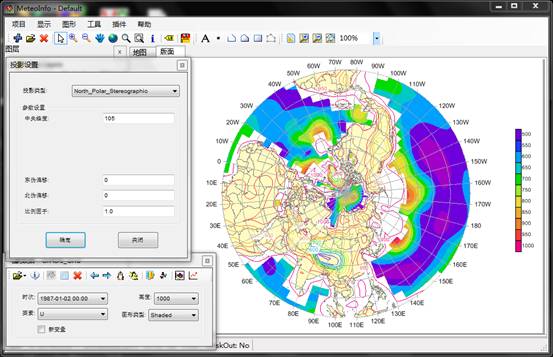 MeteoInfo - Default
项目 显示 图形 工具 插件 帮助
100%
图层
地图 版面
投影设置
投影类型: North_Polar_Stereographic
参数设置
中央经度: 105
东伪偏移: 0
北伪偏移: 0
比例因子: 1.0
确定 关闭
时次: 1987-01-02 00:00 高度: 1000
要素: U 图形类型: Shaded
新变量
skOut: No
60W 70W 80W 90W
50W 100W
40W 110W
30W 120W
20W 130W
10W 140W
0 150W
10E 160W
20E 170W
30E
40E 170E
50E 160E
60E 150E
70E 140E
80E 130E
90E 100E 110E 120E
500
550
600
650
700
750
800
850
900
950
1000